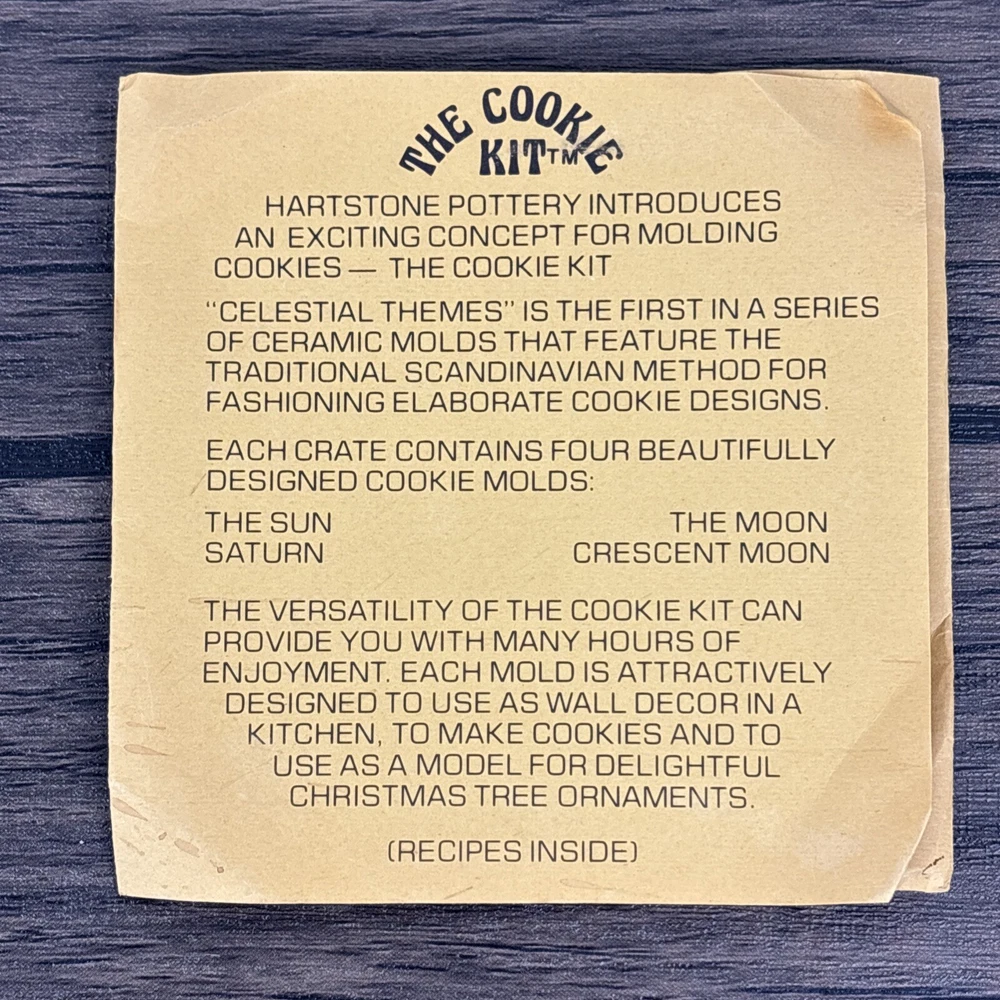 THE COOKIE
KIT™
HARTSTONE POTTERY INTRODUCES
AN EXCITING CONCEPT FOR MOLDING
COOKIES — THE COOKIE KIT
"CELESTIAL THEMES" IS THE FIRST IN A SERIES
OF CERAMIC MOLDS THAT FEATURE THE
TRADITIONAL SCANDINAVIAN METHOD FOR
FASHIONING ELABORATE COOKIE DESIGNS.
EACH CRATE CONTAINS FOUR BEAUTIFULLY
DESIGNED COOKIE MOLDS:
THE SUN THE MOON
SATURN CRESCENT MOON
THE VERSATILITY OF THE COOKIE KIT CAN
PROVIDE YOU WITH MANY HOURS OF
ENJOYMENT. EACH MOLD IS ATTRACTIVELY
DESIGNED TO USE AS WALL DECOR IN A
KITCHEN, TO MAKE COOKIES AND TO
USE AS A MODEL FOR DELIGHTFUL
CHRISTMAS TREE ORNAMENTS.
(RECIPES INSIDE)